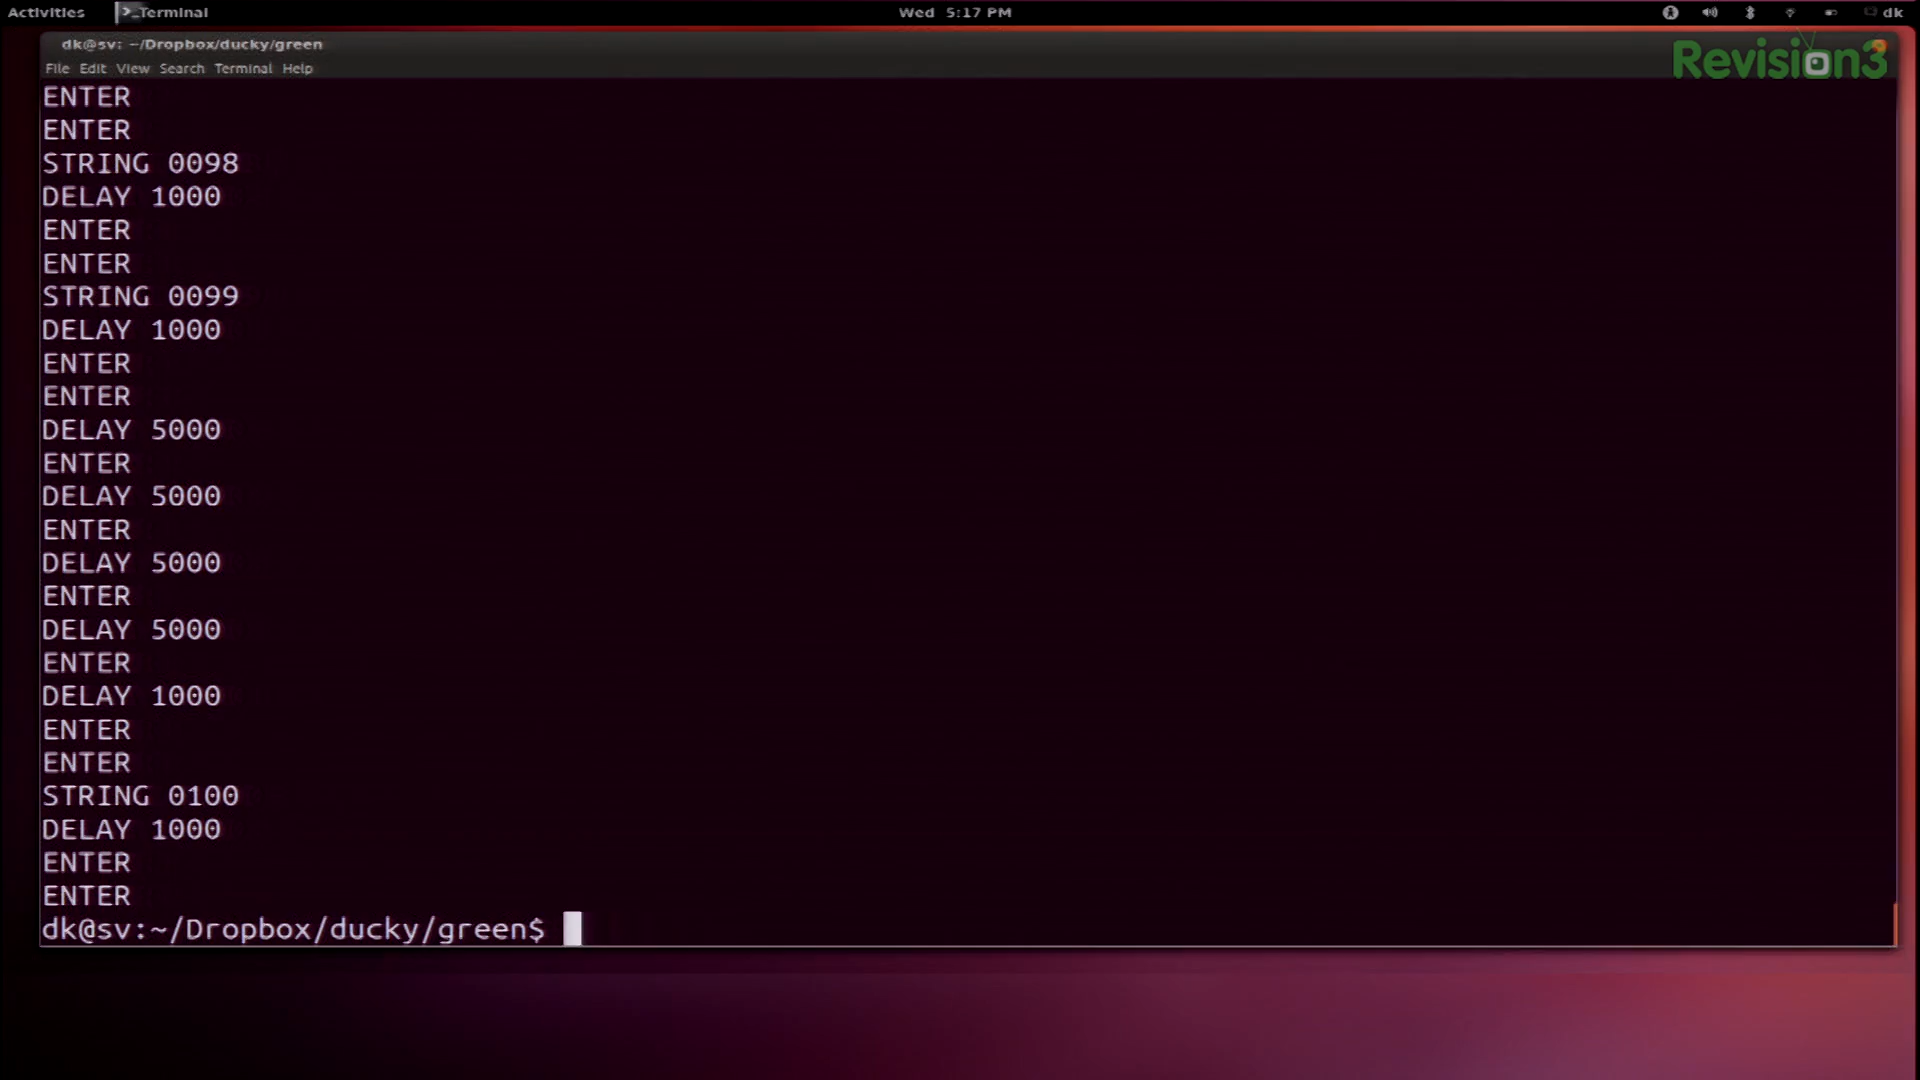 Activities
Terminal
Wed 5:17 PM
dk
dk@sv: ~/Dropbox/ducky/green
Revision3
File Edit View Search Terminal Help
ENTER
ENTER
STRING 0098
DELAY 1000
ENTER
ENTER
STRING 0099
DELAY 1000
ENTER
ENTER
DELAY 5000
ENTER
DELAY 5000
ENTER
DELAY 5000
ENTER
DELAY 5000
ENTER
DELAY 1000
ENTER
ENTER
STRING 0100
DELAY 1000
ENTER
ENTER
dk@sv:~/Dropbox/ducky/green$